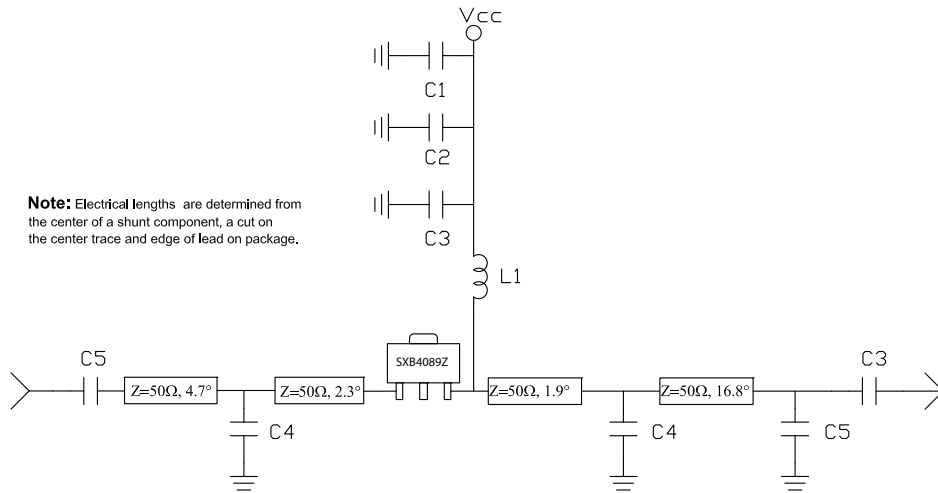 Vcc
C1
C2
C3
Note: Electrical lengths are determined from
the center of a shunt component, a cut on
the center trace and edge of lead on package.
L1
SXB4089Z
C5
C3
Z=50Ω, 4.7°
Z=50Ω, 2.3°
Z=50Ω, 1.9°
Z=50Ω, 16.8°
C4
C4
C5